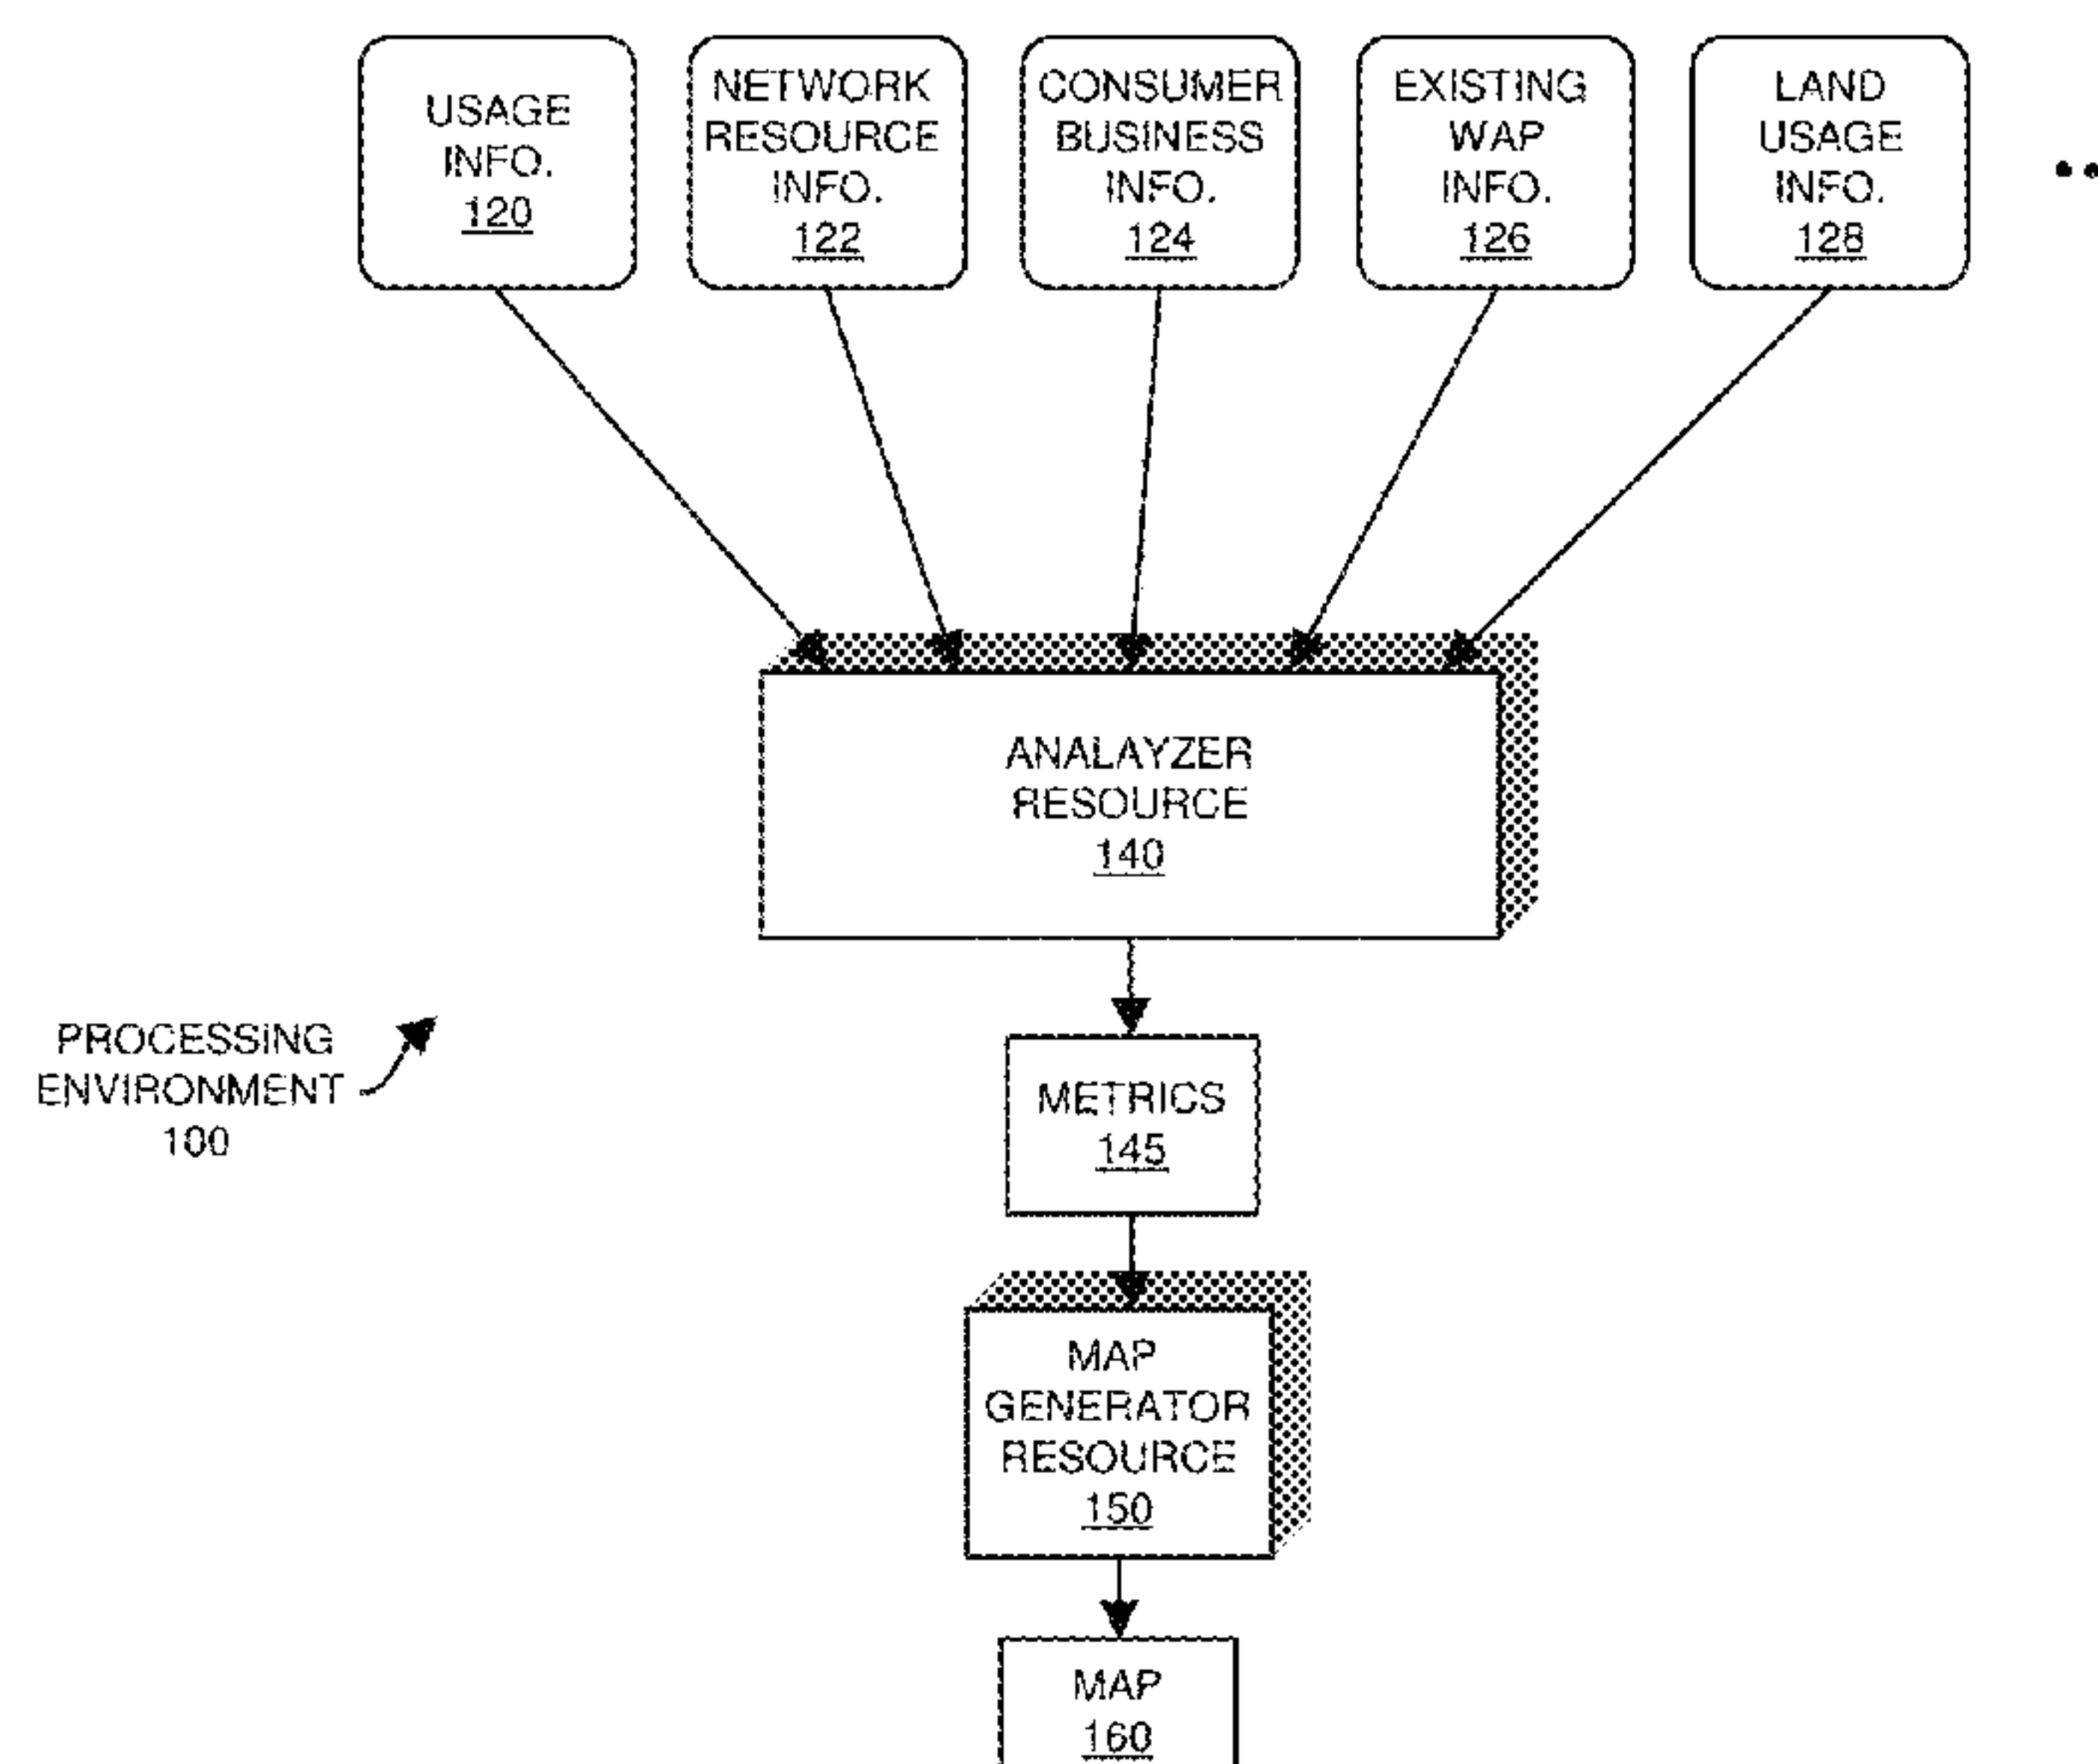 USAGE
INFO.
120
NETWORK
RESOURCE
INFO.
122
CONSUMER
BUSINESS
INFO.
124
EXISTING
WAP
INFO.
126
LAND
USAGE
INFO.
128
ANALAYZER
RESOURCE
140
PROCESSING
ENVIRONMENT
100
METRICS
145
MAP
GENERATOR
RESOURCE
150
MAP
160